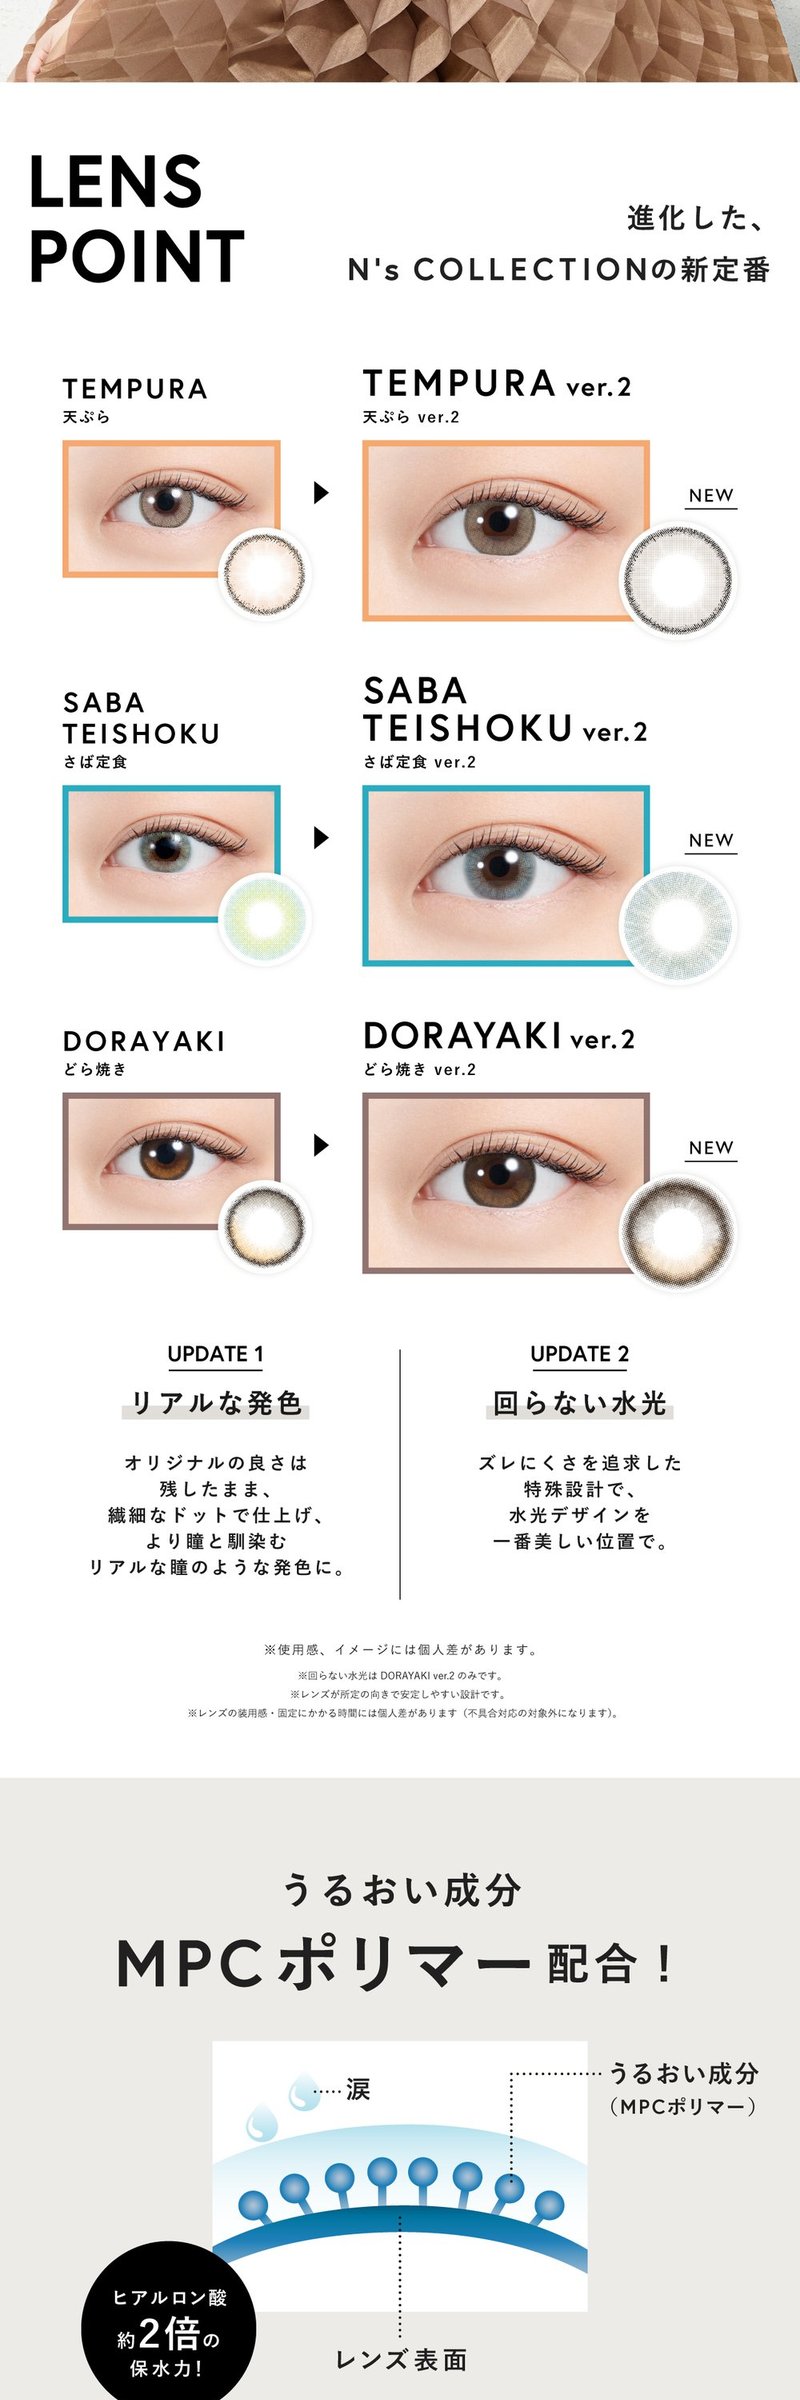 LENS
POINT
進化した、
N's COLLECTIONの新定番
TEMPURA
天ぷら
TEMPURA ver.2
天ぷら ver.2
NEW
SABA
TEISHOKU
さば定食
SABA
TEISHOKU ver.2
さば定食 ver.2
NEW
DORAYAKI
どら焼き
DORAYAKI ver.2
どら焼き ver.2
NEW
UPDATE 1
リアルな発色
オリジナルの良さは
残したまま、
繊細なドットで仕上げ、
より瞳と馴染む
リアルな瞳のような発色に。
UPDATE 2
回らない水光
ズレにくさを追求した
特殊設計で、
水光デザインを
一番美しい位置で。
※使用感、イメージには個人差があります。
※回らない水光は DORAYAKI ver.2 のみです。
※レンズが所定の向きで安定しやすい設計です。
※レンズの装用感・固定にかかる時間には個人差があります（不具合対応の対象外になります）。
うるおい成分
MPCポリマー配合！
涙
うるおい成分
（MPCポリマー）
ヒアルロン酸
約2倍の
保水力!
レンズ表面